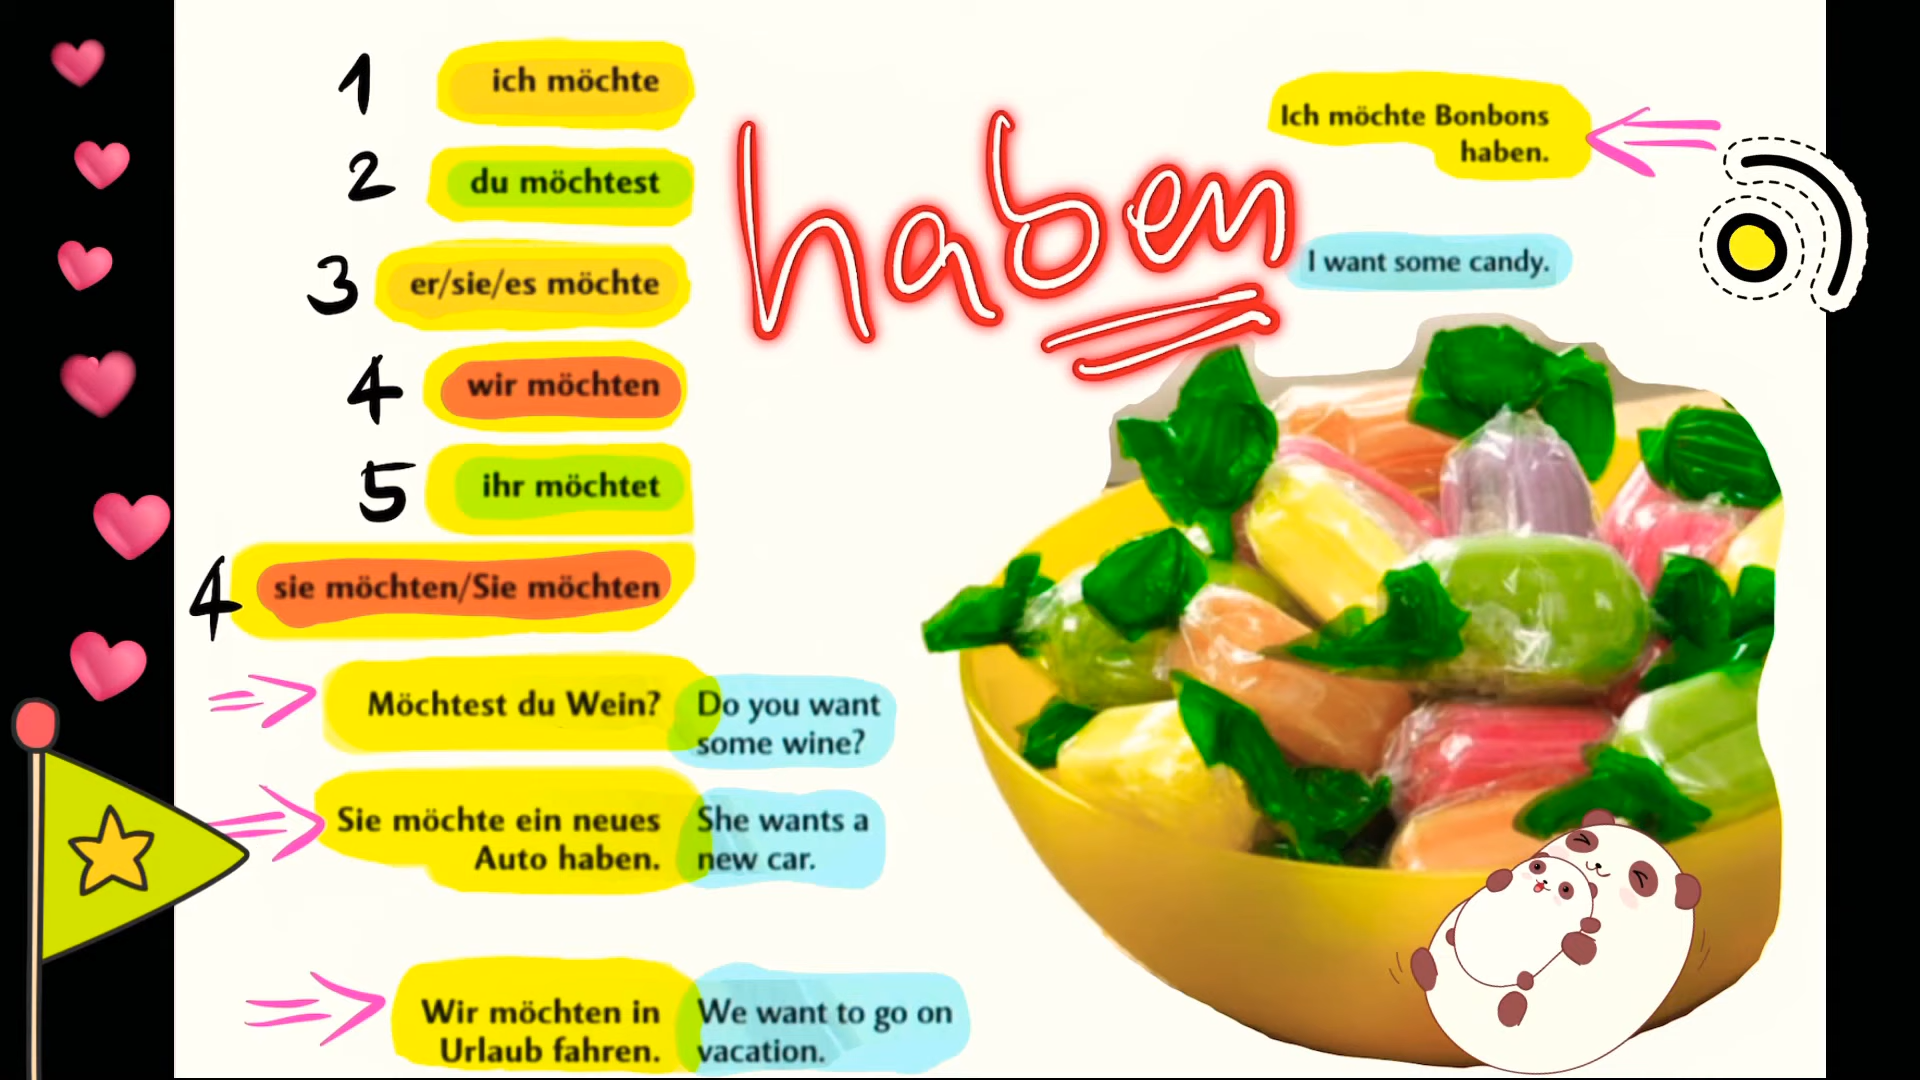 1 ich möchte
2 du möchtest
3 er/sie/es möchte
4 wir möchten
5 ihr möchtet
4 sie möchten/Sie möchten
haben
Ich möchte Bonbons
haben.
I want some candy.
Möchtest du Wein?
Do you want
some wine?
Sie möchte ein neues
Auto haben.
She wants a
new car.
Wir möchten in
Urlaub fahren.
We want to go on
vacation.